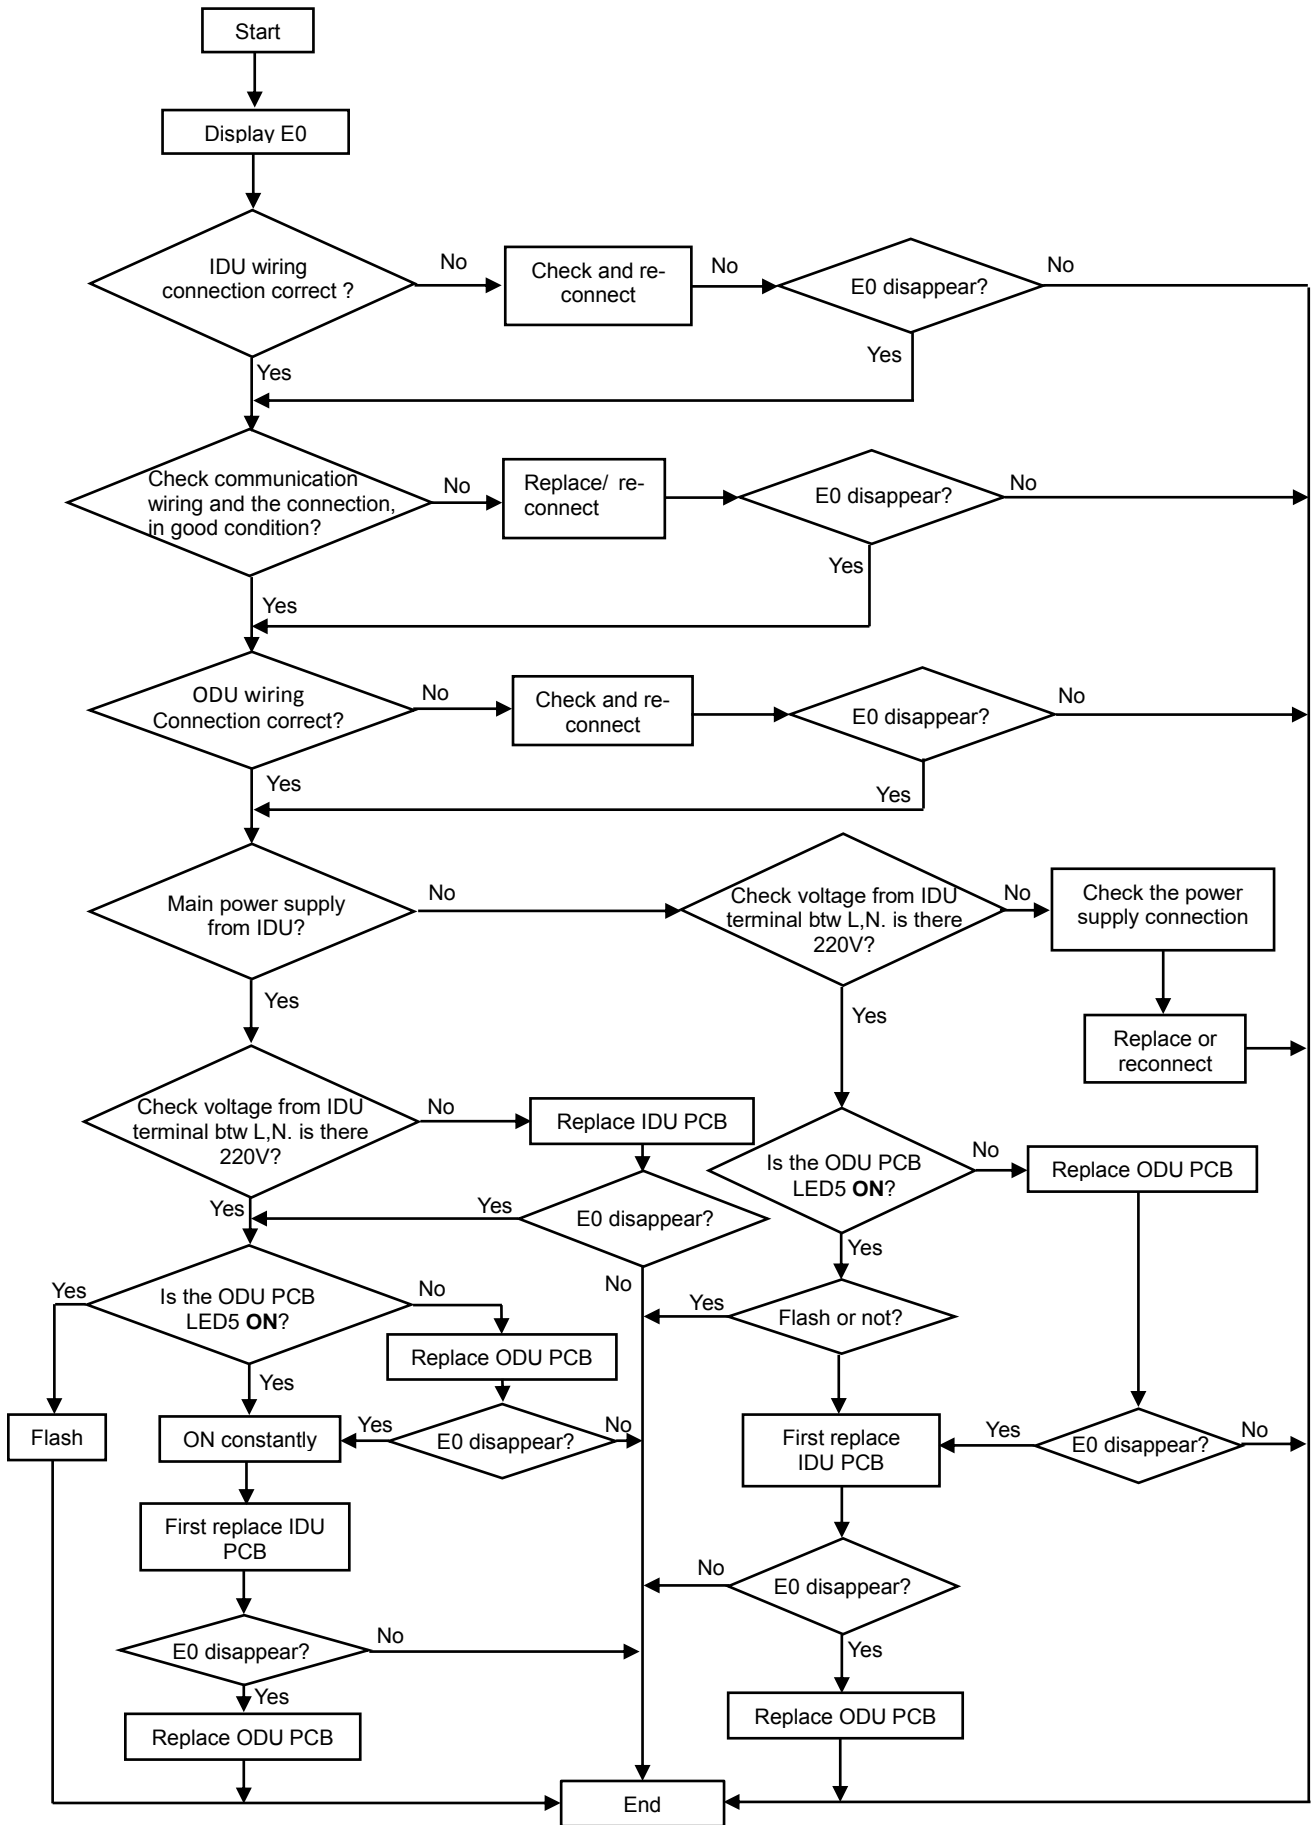 Start
Display E0
IDU wiring
connection correct ?
No
Check and re-
connect
No
E0 disappear?
No
Yes
Yes
Check communication
wiring and the connection,
in good condition?
No
Replace/ re-
connect
E0 disappear?
No
Yes
Yes
ODU wiring
Connection correct?
No
Check and re-
connect
E0 disappear?
No
Yes
Yes
Main power supply
from IDU?
No
Check voltage from IDU
terminal btw L,N. is there
220V?
No
Check the power
supply connection
Yes
Yes
Replace or
reconnect
Check voltage from IDU
terminal btw L,N. is there
220V?
No
Replace IDU PCB
Is the ODU PCB
LED5 ON?
No
Replace ODU PCB
Yes
Yes
E0 disappear?
No
Yes
Is the ODU PCB
LED5 ON?
Yes
No
Flash or not?
Yes
Replace ODU PCB
Yes
Flash
ON constantly
Yes
E0 disappear?
No
First replace
IDU PCB
Yes
E0 disappear?
No
First replace IDU
PCB
E0 disappear?
No
E0 disappear?
No
Yes
Yes
Replace ODU PCB
Replace ODU PCB
End